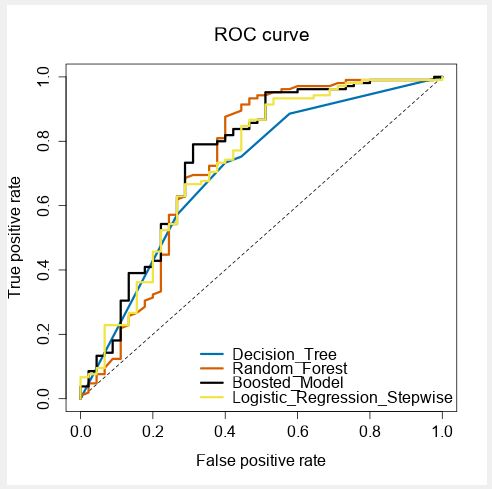 ROC curve
True positive rate
1.0
0.8
0.6
0.4
0.2
0.0
Decision_Tree
Random_Forest
Boosted_Model
Logistic_Regression_Stepwise
0.0 0.2 0.4 0.6 0.8 1.0
False positive rate